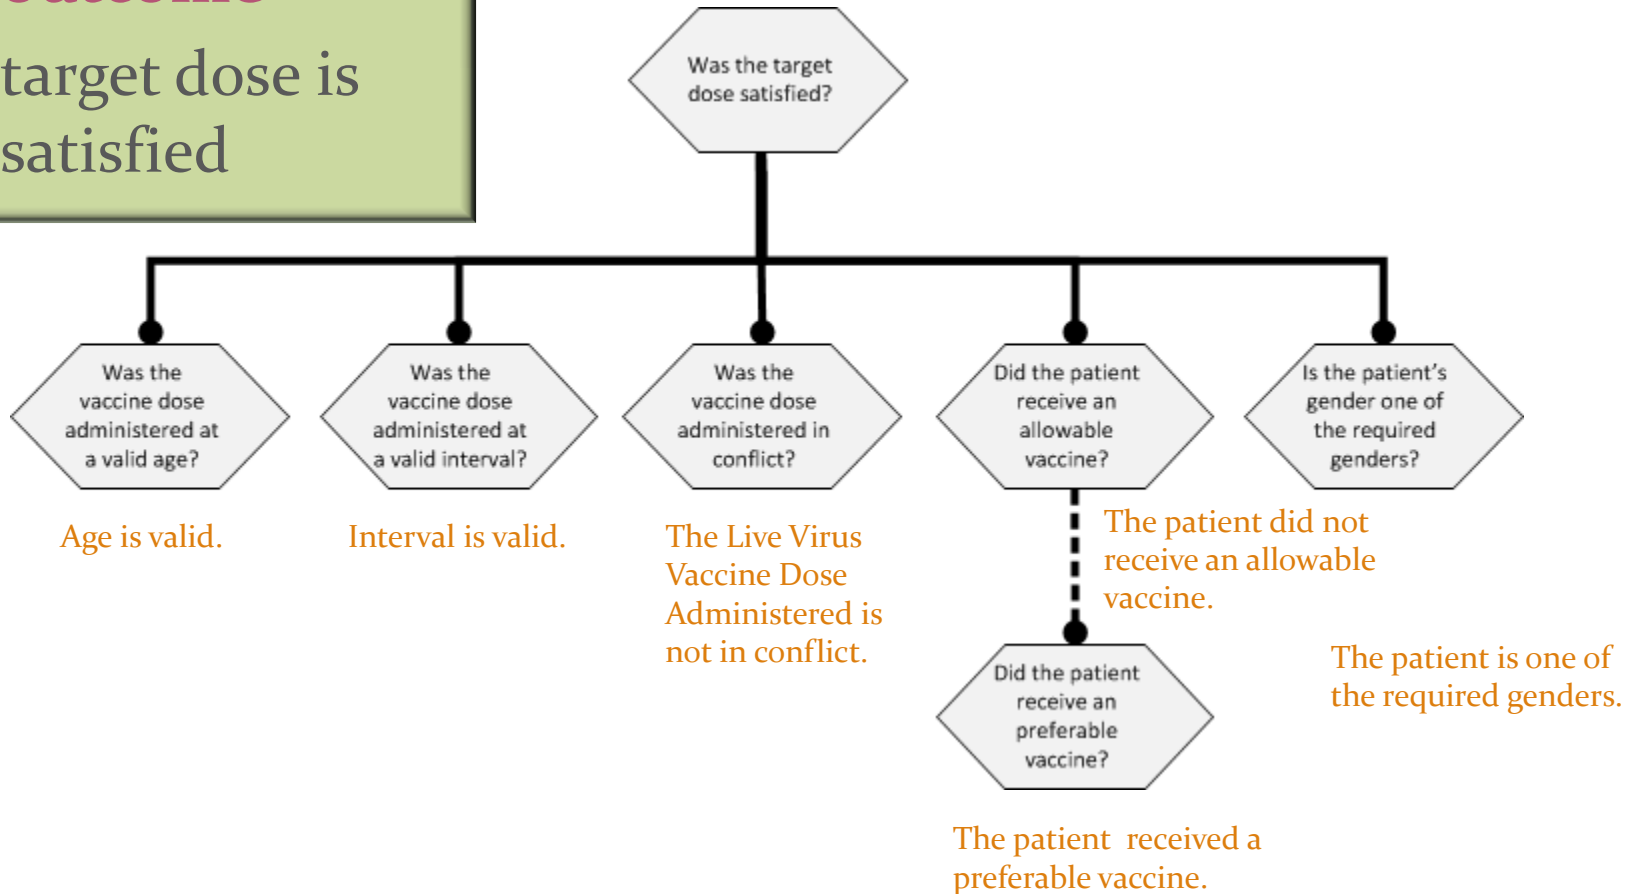 target dose is
satisfied
Was the target
dose satisfied?
Was the
vaccine dose
administered at
a valid age?
Was the
vaccine dose
administered at
a valid interval?
Was the
vaccine dose
administered in
conflict?
Did the patient
receive an
allowable
vaccine?
Is the patient's
gender one of
the required
genders?
Age is valid.
Interval is valid.
The Live Virus
Vaccine Dose
Administered is
not in conflict.
The patient did not
receive an allowable
vaccine.
The patient is one of
the required genders.
Did the patient
receive an
preferable
vaccine?
The patient received a
preferable vaccine.